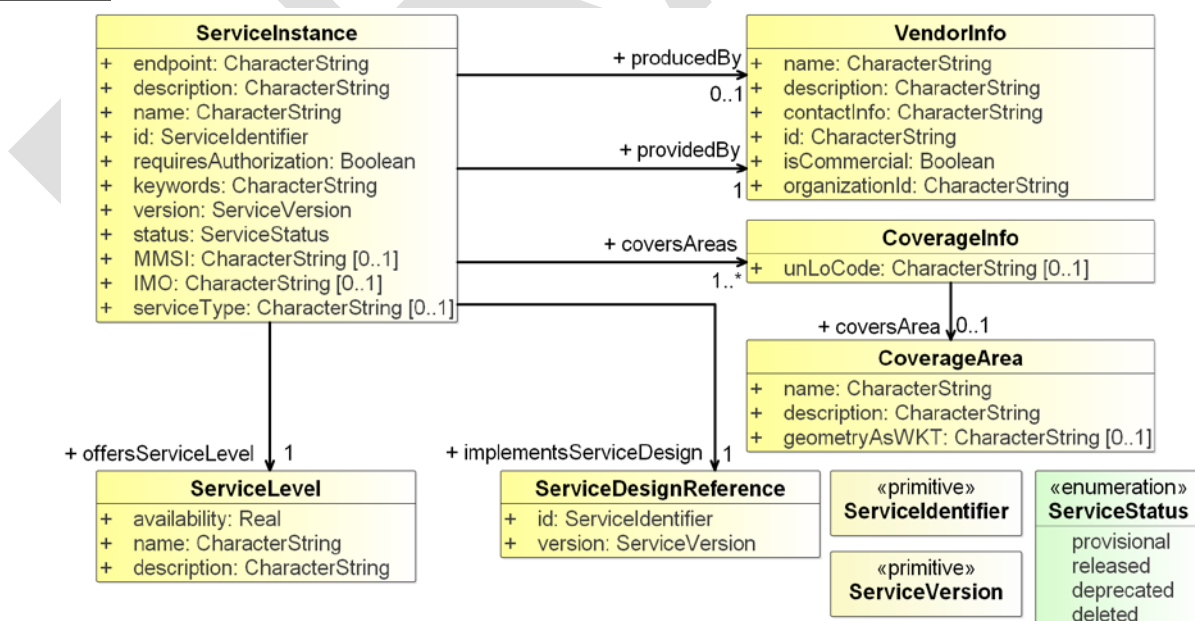 ServiceInstance
+ endpoint: CharacterString
+ description: CharacterString
+ name: CharacterString
+ id: ServiceIdentifier
+ requiresAuthorization: Boolean
+ keywords: CharacterString
+ version: ServiceVersion
+ status: ServiceStatus
+ MMSI: CharacterString [0..1]
+ IMO: CharacterString [0..1]
+ serviceType: CharacterString [0..1]
+ producedBy
0..1
+ providedBy
1
+ coversAreas
1..*
VendorInfo
+ name: CharacterString
+ description: CharacterString
+ contactInfo: CharacterString
+ id: CharacterString
+ isCommercial: Boolean
+ organizationId: CharacterString
CoverageInfo
+ unLoCode: CharacterString [0..1]
+ coversArea 0..1
CoverageArea
+ name: CharacterString
+ description: CharacterString
+ geometryAsWKT: CharacterString [0..1]
+ offersServiceLevel 1
+ implementsServiceDesign 1
ServiceLevel
+ availability: Real
+ name: CharacterString
+ description: CharacterString
ServiceDesignReference
+ id: ServiceIdentifier
+ version: ServiceVersion
«primitive»
ServiceIdentifier
«primitive»
ServiceVersion
«enumeration»
ServiceStatus
provisional
released
deprecated
deleted